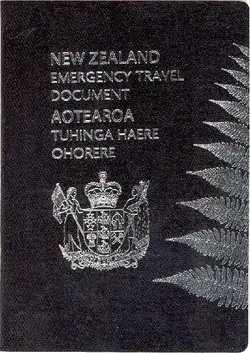 NEW ZEALAND
EMERGENCY TRAVEL
DOCUMENT
AOTEAROA
TUHINGA HAERE
OHORERE